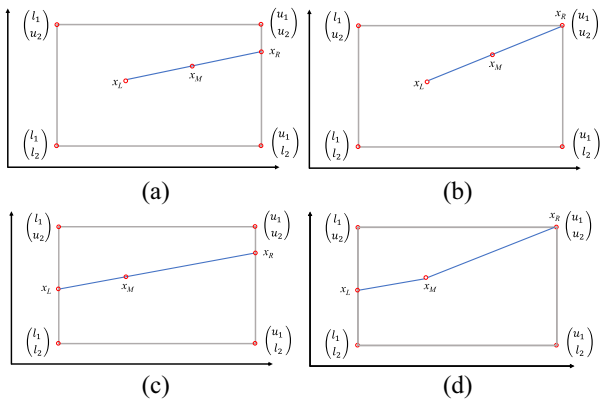 (l₁ u₂) (u₁ u₂)
x_R
x_M
x_L
(l₁ l₂) (u₁ l₂)
(a)
x_R
(l₁ u₂) (u₁ u₂)
x_M
x_L
(l₁ l₂) (u₁ l₂)
(b)
(l₁ u₂) (u₁ u₂)
x_R
x_L
x_M
(l₁ l₂) (u₁ l₂)
(c)
x_R
(l₁ u₂) (u₁ u₂)
x_L
x_M
(l₁ l₂) (u₁ l₂)
(d)